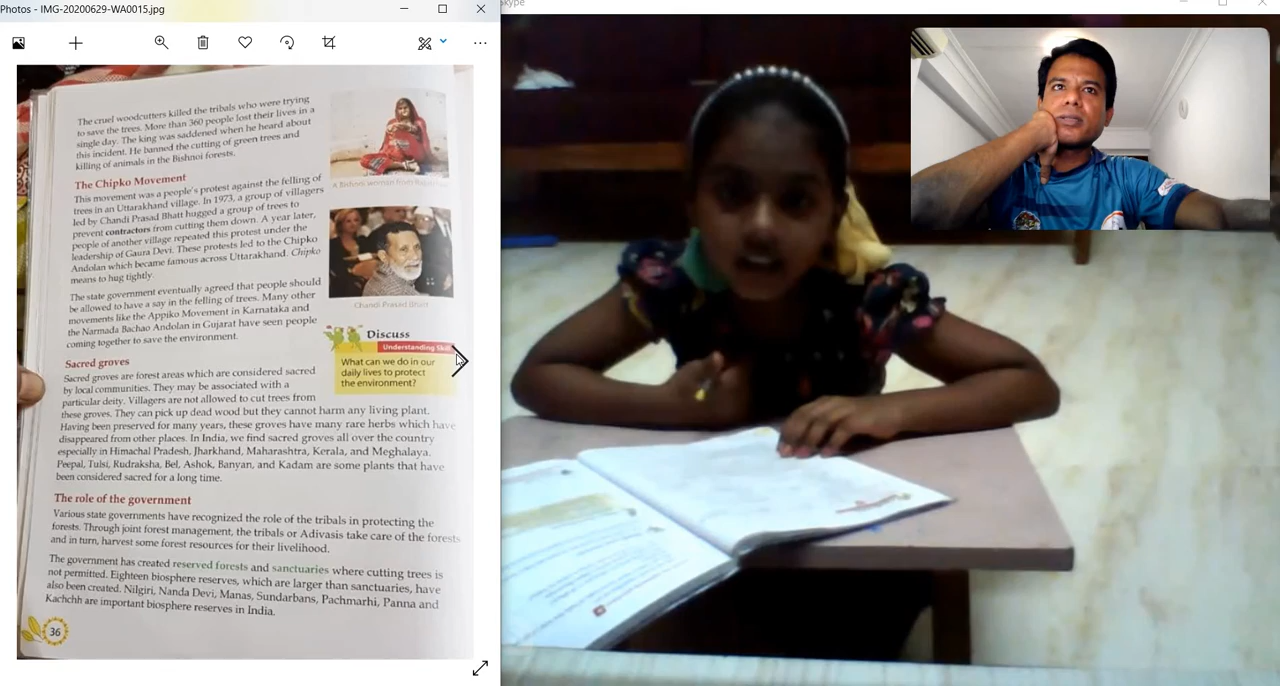 Photos - IMG-20200629-WA0015.jpg
Skype
The cruel woodcutters killed the tribals who were trying
to save the trees. More than 360 people lost their lives in a
single day. The king was saddened when he heard about
this incident. He banned the cutting of green trees and
killing of animals in the Bishnoi forests.
A Bishnoi woman from
The Chipko Movement
This movement was a people's protest against the felling of
trees in an Uttarakhand village. In 1973, a group of villagers
led by Chandi Prasad Bhatt hugged a group of trees to
prevent contractors from cutting them down. A year later,
people of another village repeated this protest under the
leadership of Gaura Devi. These protests led to the Chipko
Andolan which became famous across Uttarakhand. Chipko
means to hug tightly.
Chandi Prasad Bhatt
The state government eventually agreed that people should
be allowed to have a say in the felling of trees. Many other
movements like the Appiko Movement in Karnataka and
the Narmada Bachao Andolan in Gujarat have seen people
coming together to save the environment.
Discuss
Understanding
What can we do in our
daily lives to protect
the environment?
Sacred groves
Sacred groves are forest areas which are considered sacred
by local communities. They may be associated with a
particular deity. Villagers are not allowed to cut trees from
these groves. They can pick up dead wood but they cannot harm any living plant.
Having been preserved for many years, these groves have many rare herbs which have
disappeared from other places. In India, we find sacred groves all over the country
especially in Himachal Pradesh, Jharkhand, Maharashtra, Kerala, and Meghalaya.
Peepal, Tulsi, Rudraksha, Bel, Ashok, Banyan, and Kadam are some plants that have
been considered sacred for a long time.
The role of the government
Various state governments have recognized the role of the tribals in protecting the
forests. Through joint forest management, the tribals or Adivasis take care of the forests
and in turn, harvest some forest resources for their livelihood.
The government has created reserved forests and sanctuaries where cutting trees is
not permitted. Eighteen biosphere reserves, which are larger than sanctuaries, have
also been created. Nilgiri, Nanda Devi, Manas, Sundarbans, Pachmarhi, Panna and
Kachchh are important biosphere reserves in India.
36